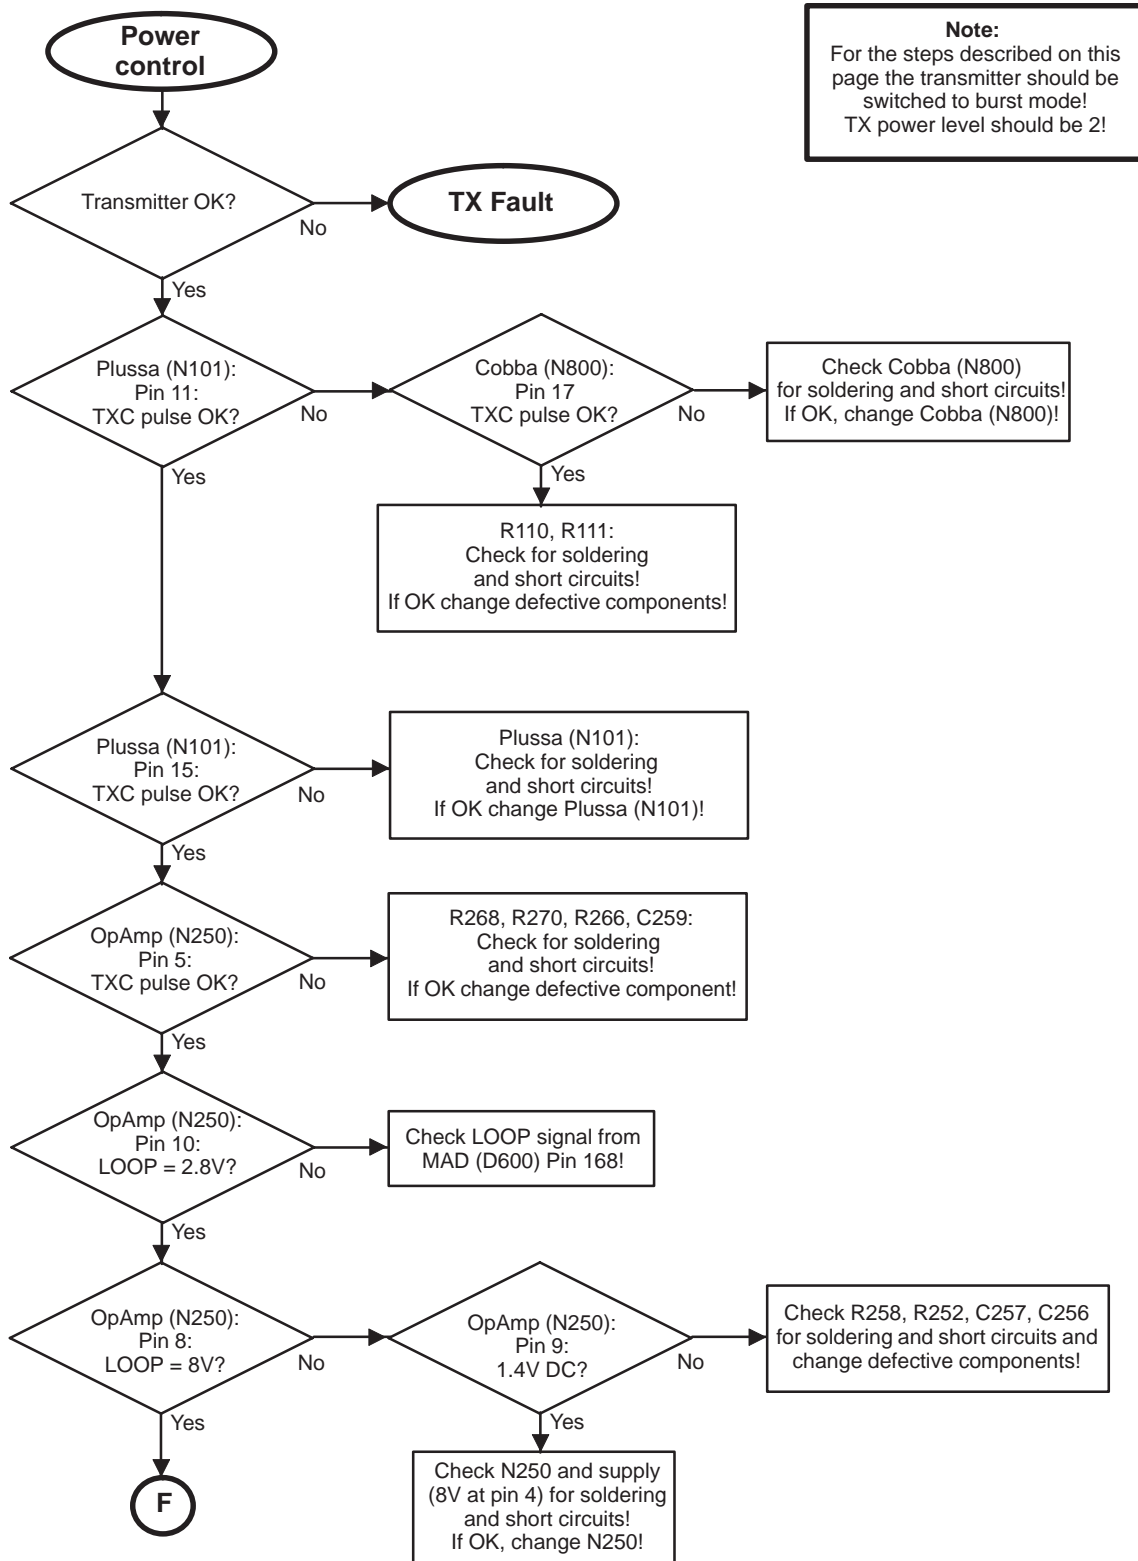 Power
control
Note:
For the steps described on this
page the transmitter should be
switched to burst mode!
TX power level should be 2!
Transmitter OK?
No
TX Fault
Yes
Plussa (N101):
Pin 11:
TXC pulse OK?
No
Cobba (N800):
Pin 17
TXC pulse OK?
No
Check Cobba (N800)
for soldering and short circuits!
If OK, change Cobba (N800)!
Yes
Yes
R110, R111:
Check for soldering
and short circuits!
If OK change defective components!
Plussa (N101):
Pin 15:
TXC pulse OK?
No
Plussa (N101):
Check for soldering
and short circuits!
If OK change Plussa (N101)!
Yes
OpAmp (N250):
Pin 5:
TXC pulse OK?
No
R268, R270, R266, C259:
Check for soldering
and short circuits!
If OK change defective component!
Yes
OpAmp (N250):
Pin 10:
LOOP = 2.8V?
No
Check LOOP signal from
MAD (D600) Pin 168!
Yes
OpAmp (N250):
Pin 8:
LOOP = 8V?
No
OpAmp (N250):
Pin 9:
1.4V DC?
No
Check R258, R252, C257, C256
for soldering and short circuits and
change defective components!
Yes
Yes
F
Check N250 and supply
(8V at pin 4) for soldering
and short circuits!
If OK, change N250!